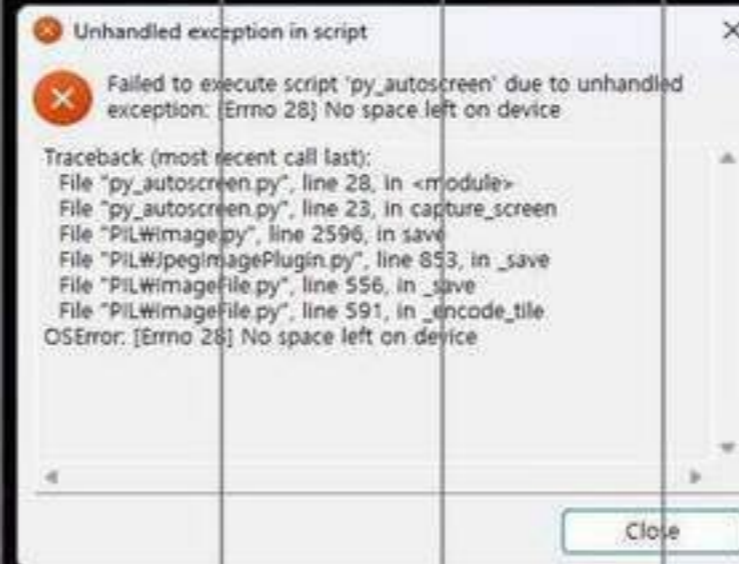 Unhandled exception in script
Failed to execute script 'py_autoscreen' due to unhandled
exception: [Errno 28] No space left on device
Traceback (most recent call last):
File "py_autoscreen.py", line 28, in <module>
File "py_autoscreen.py", line 23, in capture_screen
File "PIL₩Image.py", line 2596, in save
File "PIL₩JpegImagePlugin.py", line 853, in _save
File "PIL₩ImageFile.py", line 556, in _save
File "PIL₩ImageFile.py", line 591, in _encode_tile
OSError: [Errno 28] No space left on device
Close